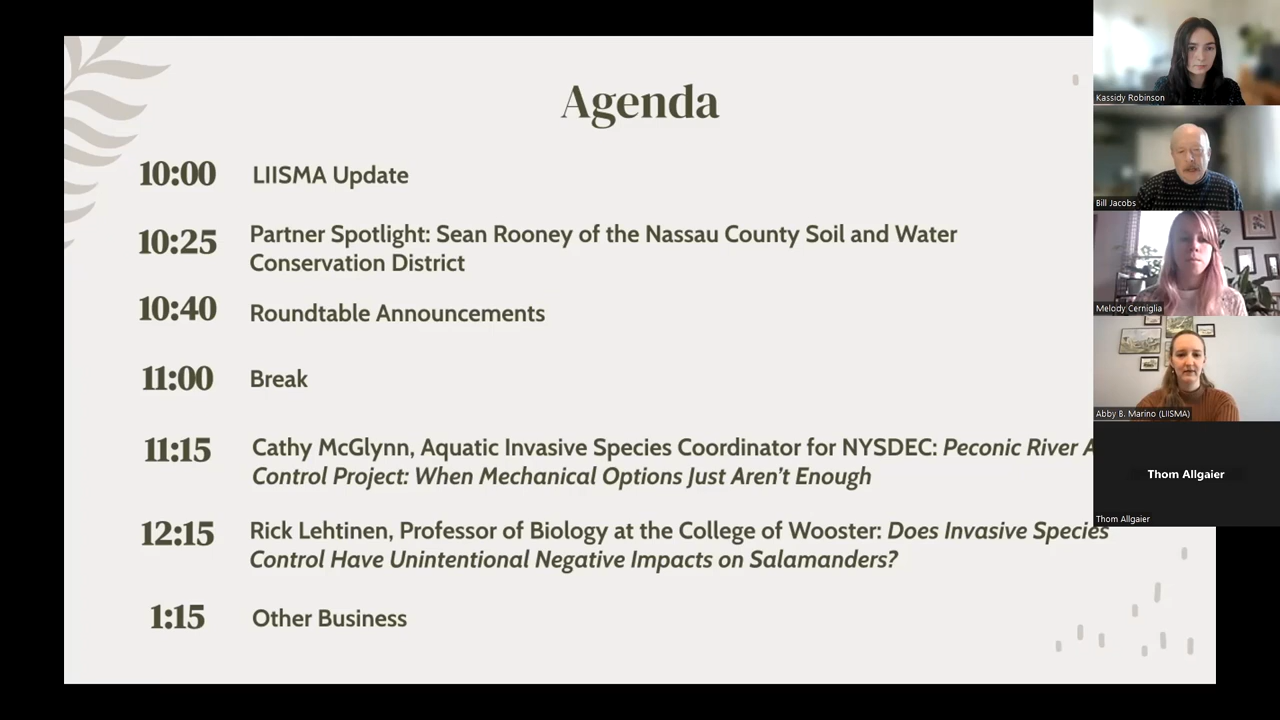 Agenda
10:00 LIISMA Update
10:25 Partner Spotlight: Sean Rooney of the Nassau County Soil and Water
Conservation District
10:40 Roundtable Announcements
11:00 Break
11:15 Cathy McGlynn, Aquatic Invasive Species Coordinator for NYSDEC: Peconic River A
Control Project: When Mechanical Options Just Aren't Enough
12:15 Rick Lehtinen, Professor of Biology at the College of Wooster: Does Invasive Species
Control Have Unintentional Negative Impacts on Salamanders?
1:15 Other Business
Kassidy Robinson
Bill Jacobs
Melody Cerniglia
Abby B. Marino (LIISMA)
Thom Allgaier
Thom Allgaier